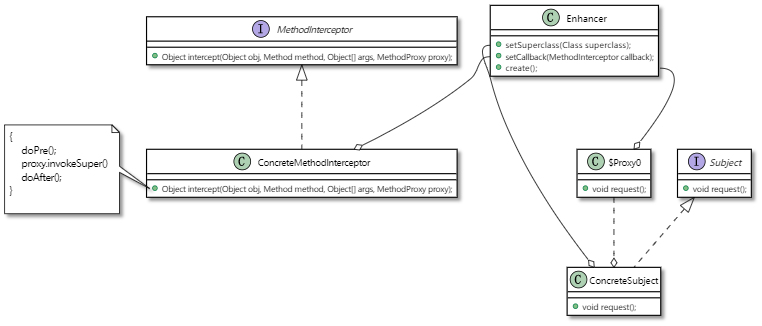 I MethodInterceptor
Object intercept(Object obj, Method method, Object[] args, MethodProxy proxy);
C Enhancer
setSuperclass(Class superclass);
setCallback(MethodInterceptor callback);
create();
{
doPre();
proxy.invokeSuper()
doAfter();
}
C ConcreteMethodInterceptor
Object intercept(Object obj, Method method, Object[] args, MethodProxy proxy);
C $Proxy0
void request();
I Subject
void request();
C ConcreteSubject
void request();